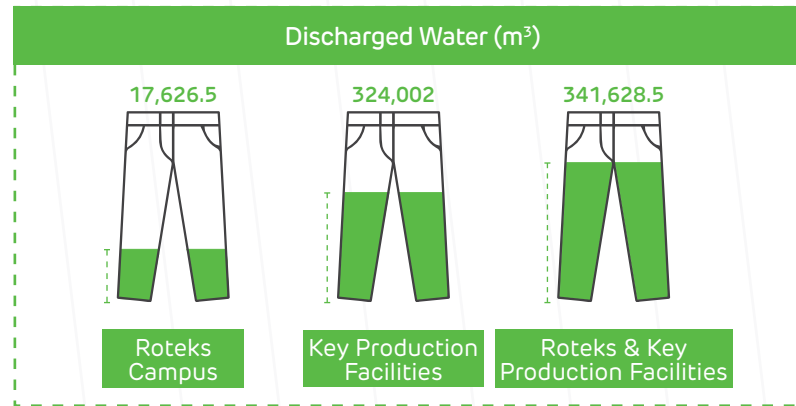 Discharged Water (m³)
17,626.5
324,002
341,628.5
Roteks
Campus
Key Production
Facilities
Roteks & Key
Production Facilities